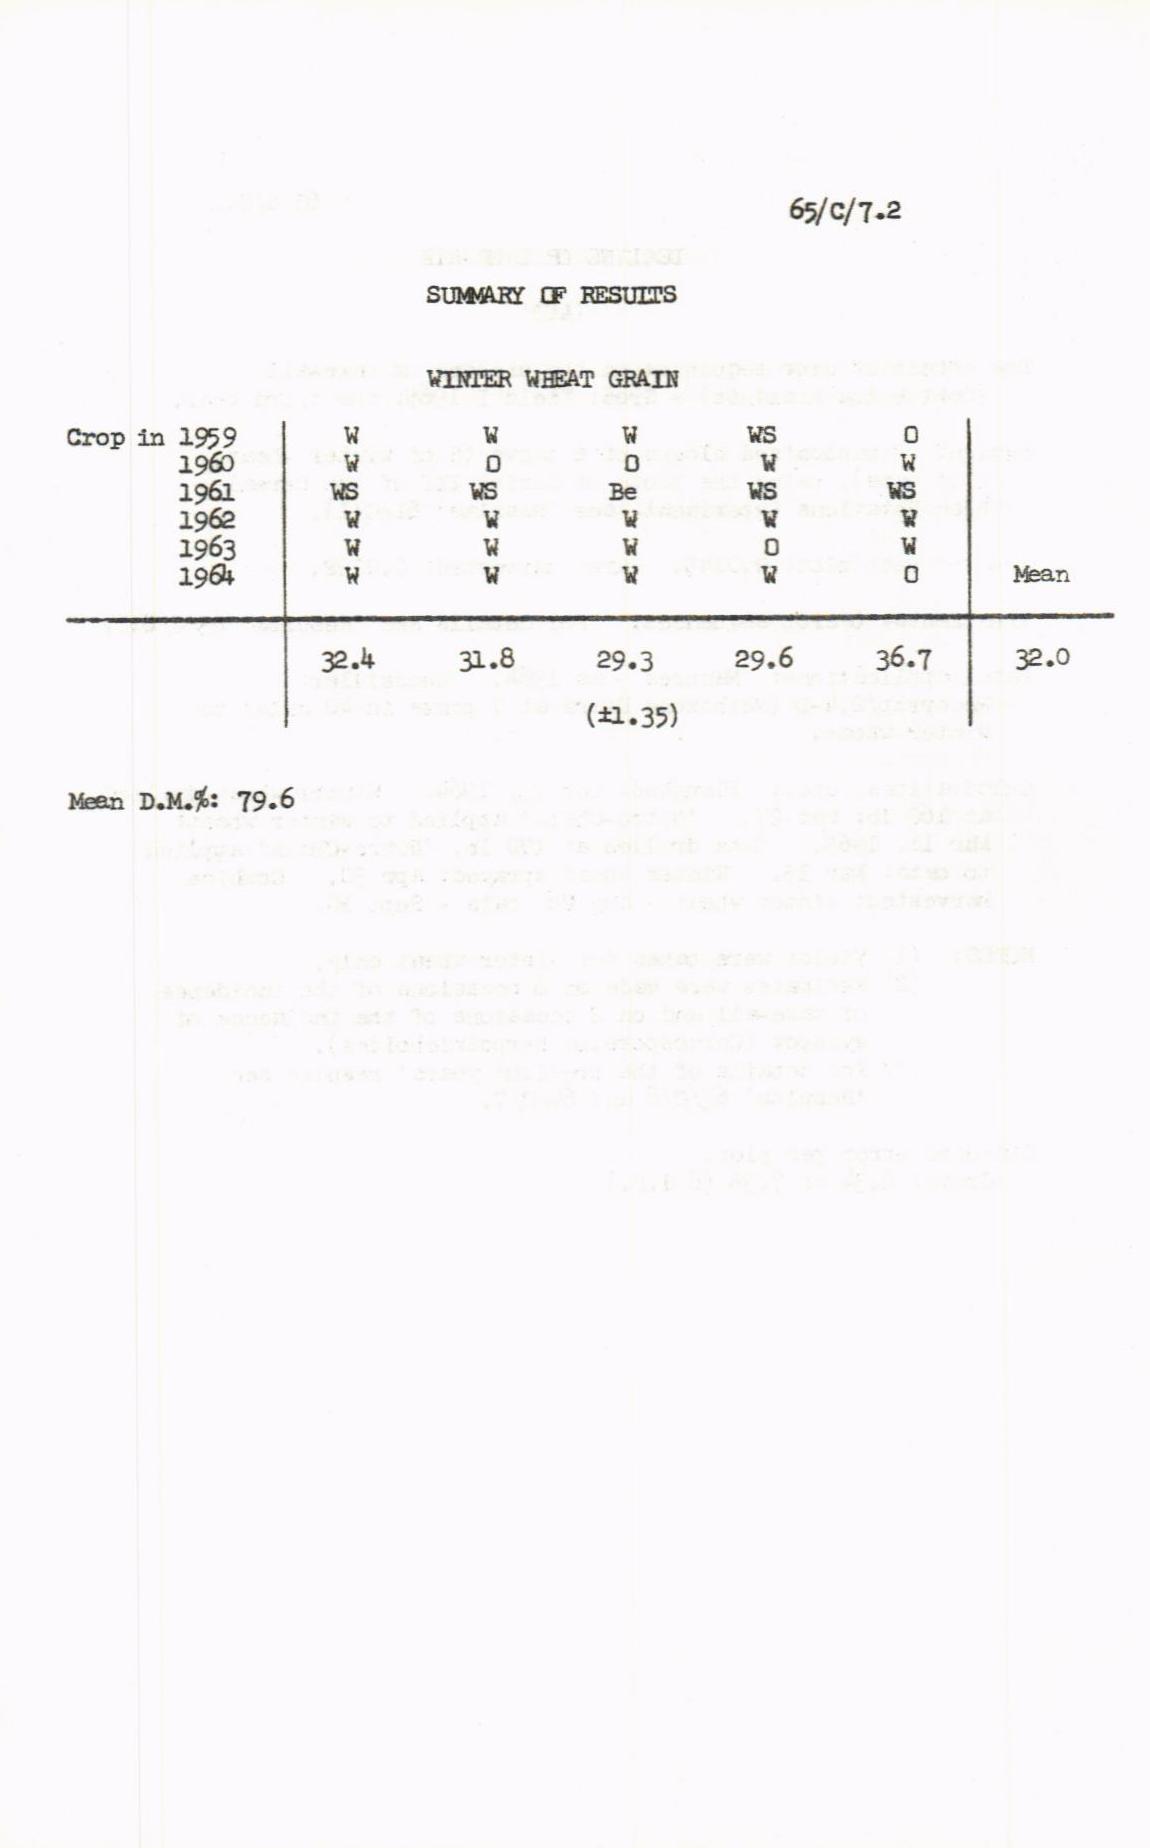 65/C/7.2
SUMMARY OF RESULTS
WINTER WHEAT GRAIN
Crop in 1959 W W W WS O
1960 W O O W W
1961 WS WS Be WS WS
1962 W W W W W
1963 W W W O W
1964 W W W W O Mean
32.4 31.8 29.3 29.6 36.7 32.0
(±1.35)
Mean D.M.%: 79.6